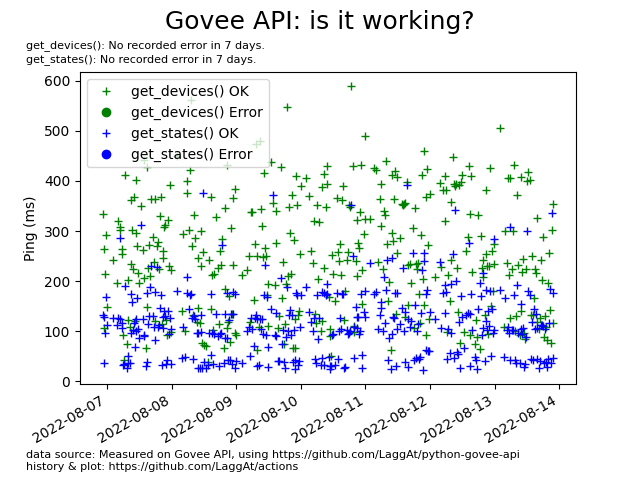 Govee API: is it working?
get_devices(): No recorded error in 7 days.
get_states(): No recorded error in 7 days.
get_devices() OK
get_devices() Error
get_states() OK
get_states() Error
Ping (ms)
600
500
400
300
200
100
0
2022-08-07
2022-08-08
2022-08-09
2022-08-10
2022-08-11
2022-08-12
2022-08-13
2022-08-14
data source: Measured on Govee API, using https://github.com/LaggAt/python-govee-api
history & plot: https://github.com/LaggAt/actions